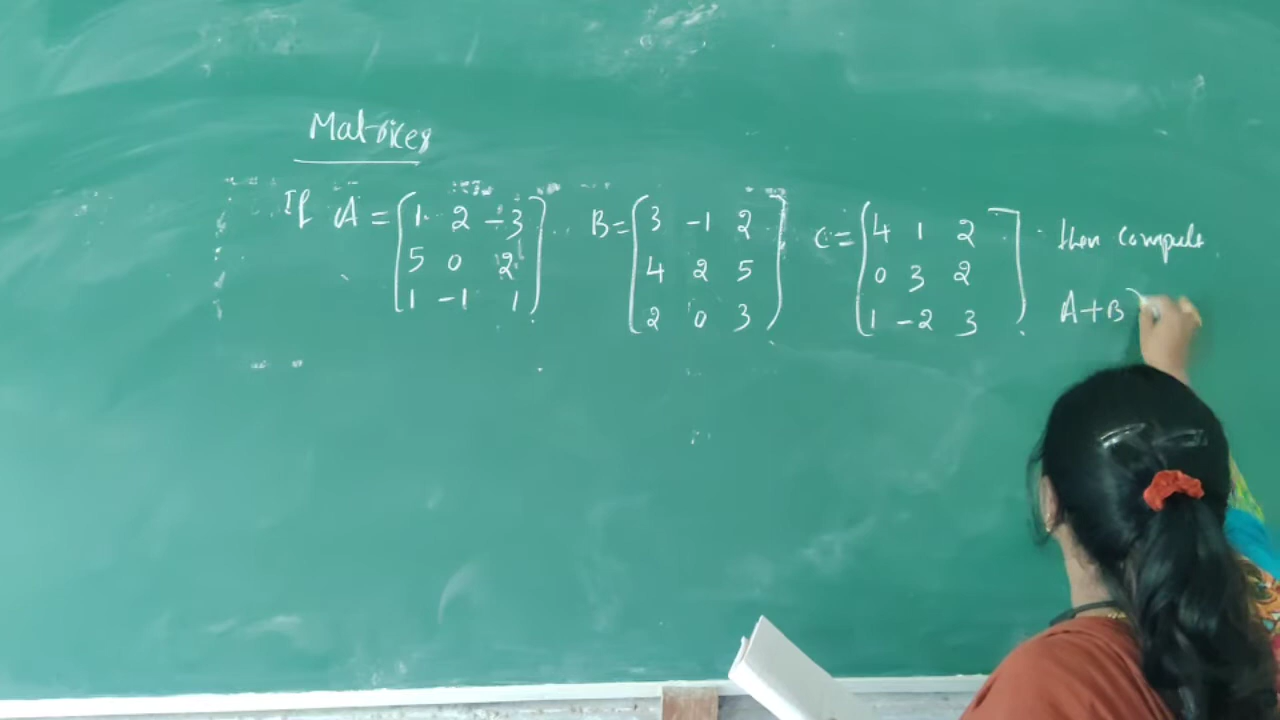 Matrices
If A = [1 2 -3 B = [3 -1 2] C = [4 1 2] then compute
5 0 2 4 2 5 0 3 2
1 -1 1] 2 0 3 1 -2 3 A+B